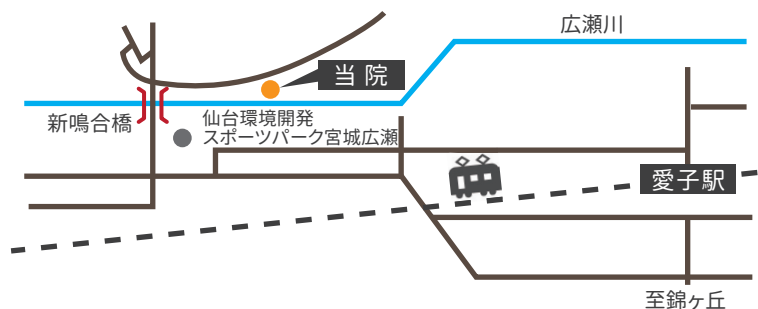 広瀬川
当院
新鳴合橋
仙台環境開発
スポーツパーク宮城広瀬
愛子駅
至錦ヶ丘